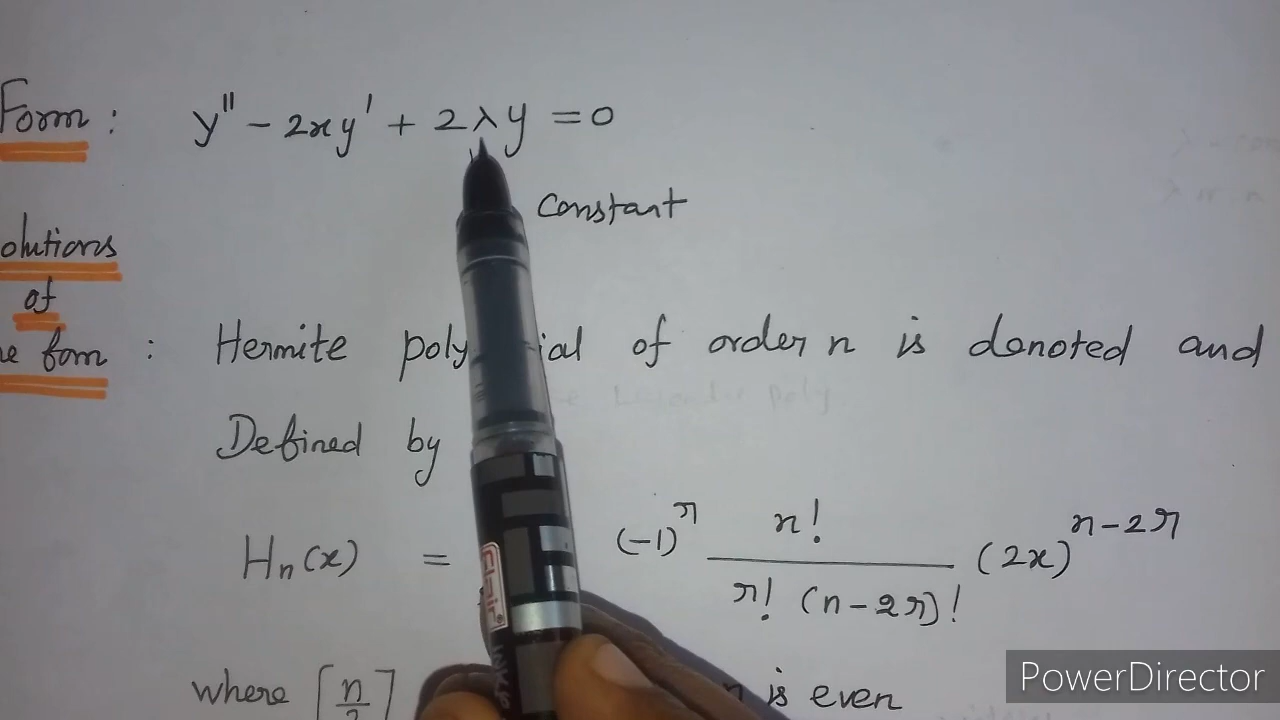 Form : y'' - 2xy' + 2λy = 0
Constant
olutions
of
e form : Hermite poly ial of order n is denoted and
Defined by
Hn(x) = (-1)^r n! / r! (n-2r)! (2x)^(n-2r)
where [n/2] n is even
Flair
PowerDirector